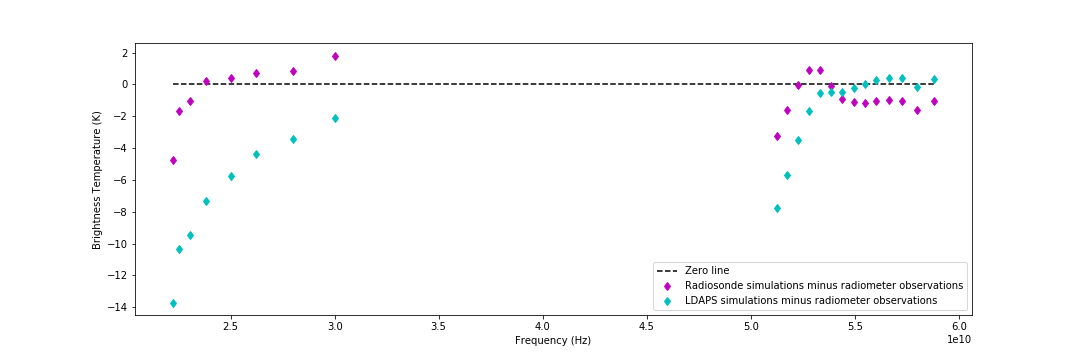 Brightness Temperature (K)
2
0
−2
−4
−6
−8
−10
−12
−14
Zero line
Radiosonde simulations minus radiometer observations
LDAPS simulations minus radiometer observations
2.5 3.0 3.5 4.0 4.5 5.0 5.5 6.0
1e10
Frequency (Hz)